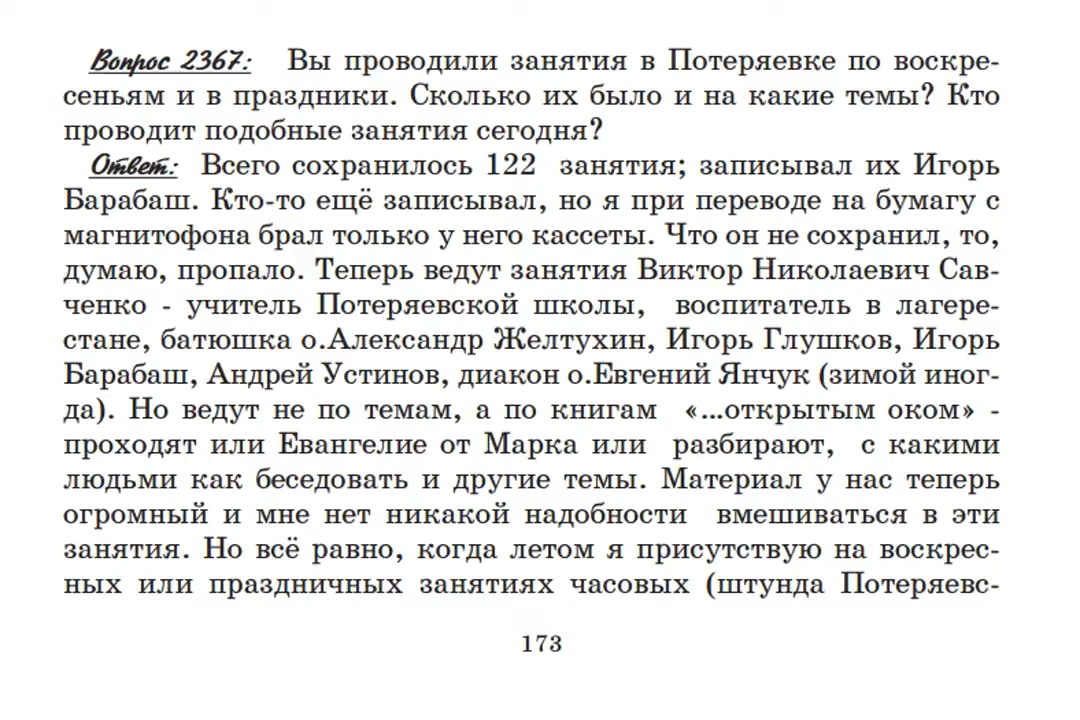 Вопрос 2367: Вы проводили занятия в Потеряевке по воскре-
сеньям и в праздники. Сколько их было и на какие темы? Кто
проводит подобные занятия сегодня?
Ответ: Всего сохранилось 122 занятия; записывал их Игорь
Барабаш. Кто-то ещё записывал, но я при переводе на бумагу с
магнитофона брал только у него кассеты. Что он не сохранил, то,
думаю, пропало. Теперь ведут занятия Виктор Николаевич Сав-
ченко - учитель Потеряевской школы, воспитатель в лагере-
стане, батюшка о.Александр Желтухин, Игорь Глушков, Игорь
Барабаш, Андрей Устинов, диакон о.Евгений Янчук (зимой иног-
да). Но ведут не по темам, а по книгам «...открытым оком» -
проходят или Евангелие от Марка или разбирают, с какими
людьми как беседовать и другие темы. Материал у нас теперь
огромный и мне нет никакой надобности вмешиваться в эти
занятия. Но всё равно, когда летом я присутствую на воскрес-
ных или праздничных занятиях часовых (штунда Потеряевс-
173